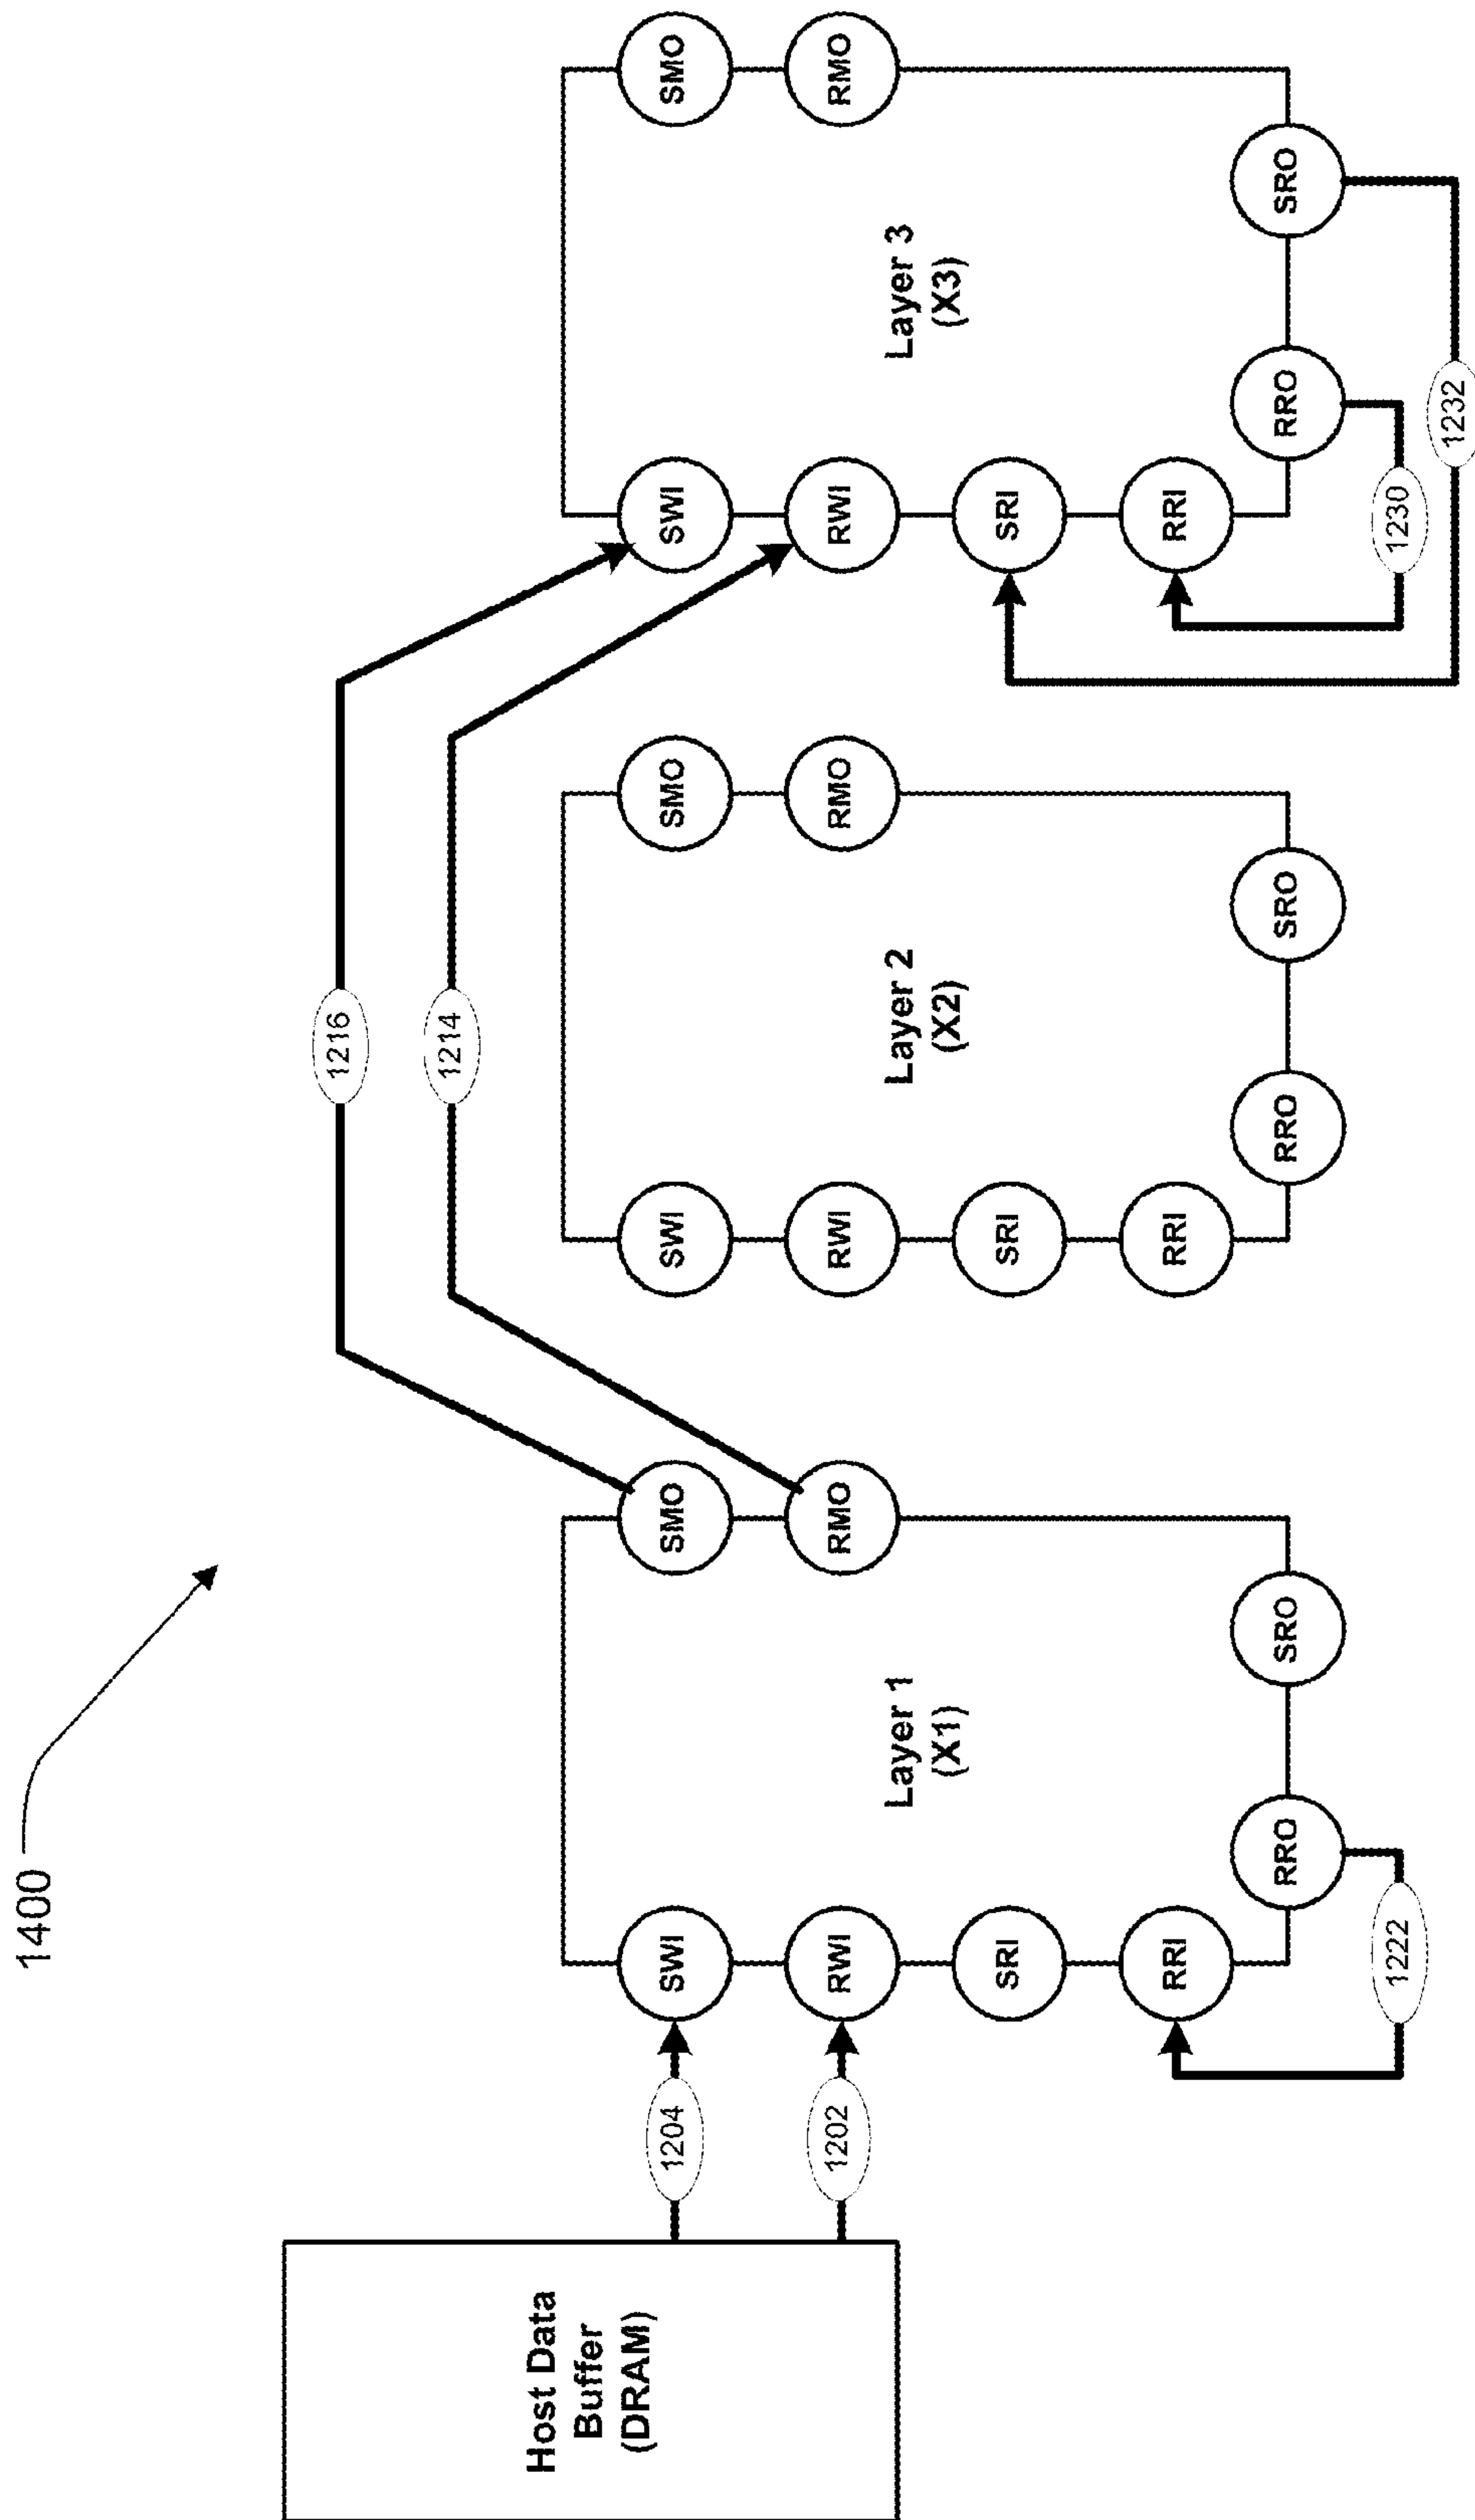 1400
1216
1214
Host Data
Buffer
(DRAM)
1204
1202
SWI
RWI
SRI
RRI
SMO
RMO
Layer 1
(X1)
RRO
SRO
1222
SWI
RWI
SRI
RRI
SMO
RMO
Layer 2
(X2)
RRO
SRO
SWI
RWI
SRI
RRI
SMO
RMO
Layer 3
(X3)
RRO
SRO
1230
1232